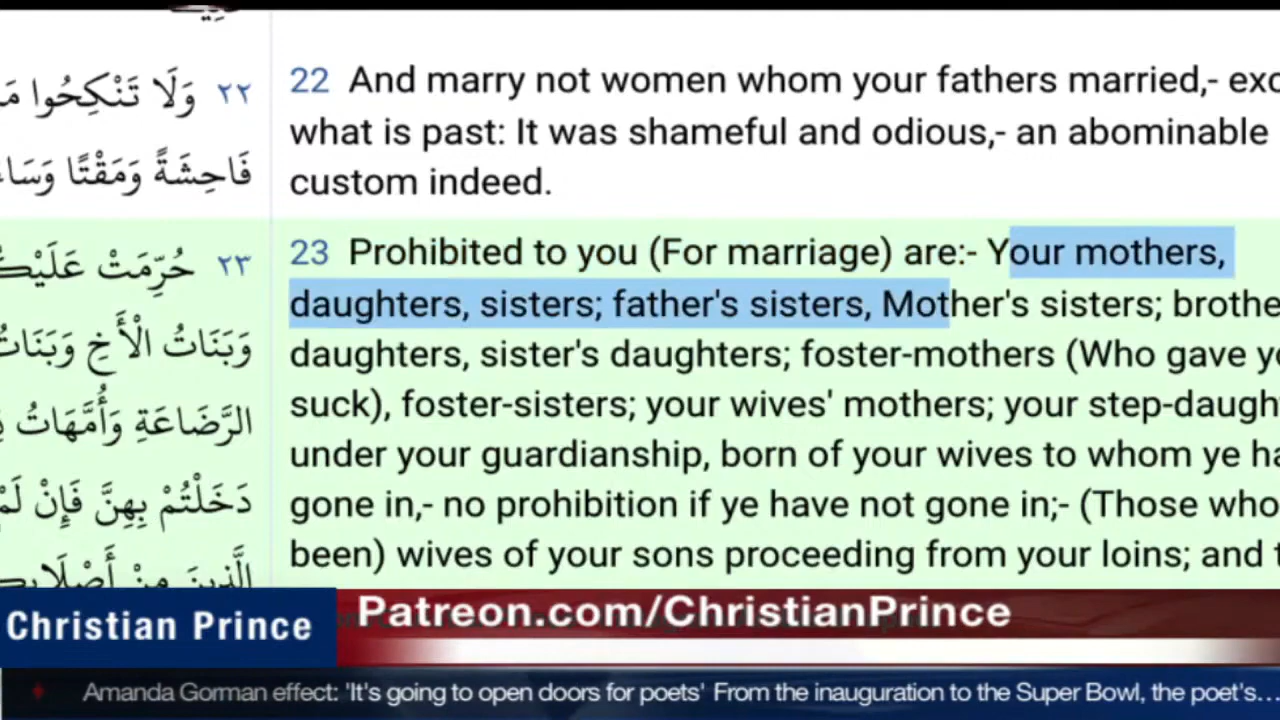 ٢٢ وَلَا تَنْكِحُوا
فَاحِشَةً وَمَقْتًا وَسَاءَ
22 And marry not women whom your fathers married,- exc
what is past: It was shameful and odious,- an abominable
custom indeed.
٢٣ حُرِّمَتْ
وَبَنَاتُ الْأَخِ وَبَنَاتُ
الرَّضَاعَةِ وَأُمَّهَاتُ
دَخَلْتُمْ بِهِنَّ فَإِنْ لَمْ
الَّذِينَ مِنْ
23 Prohibited to you (For marriage) are:- Your mothers,
daughters, sisters; father's sisters, Mother's sisters; brothe
daughters, sister's daughters; foster-mothers (Who gave yo
suck), foster-sisters; your wives' mothers; your step-daught
under your guardianship, born of your wives to whom ye ha
gone in,- no prohibition if ye have not gone in;- (Those who
been) wives of your sons proceeding from your loins; and t
Christian Prince
Patreon.com/ChristianPrince
Amanda Gorman effect: 'It's going to open doors for poets' From the inauguration to the Super Bowl, the poet's...